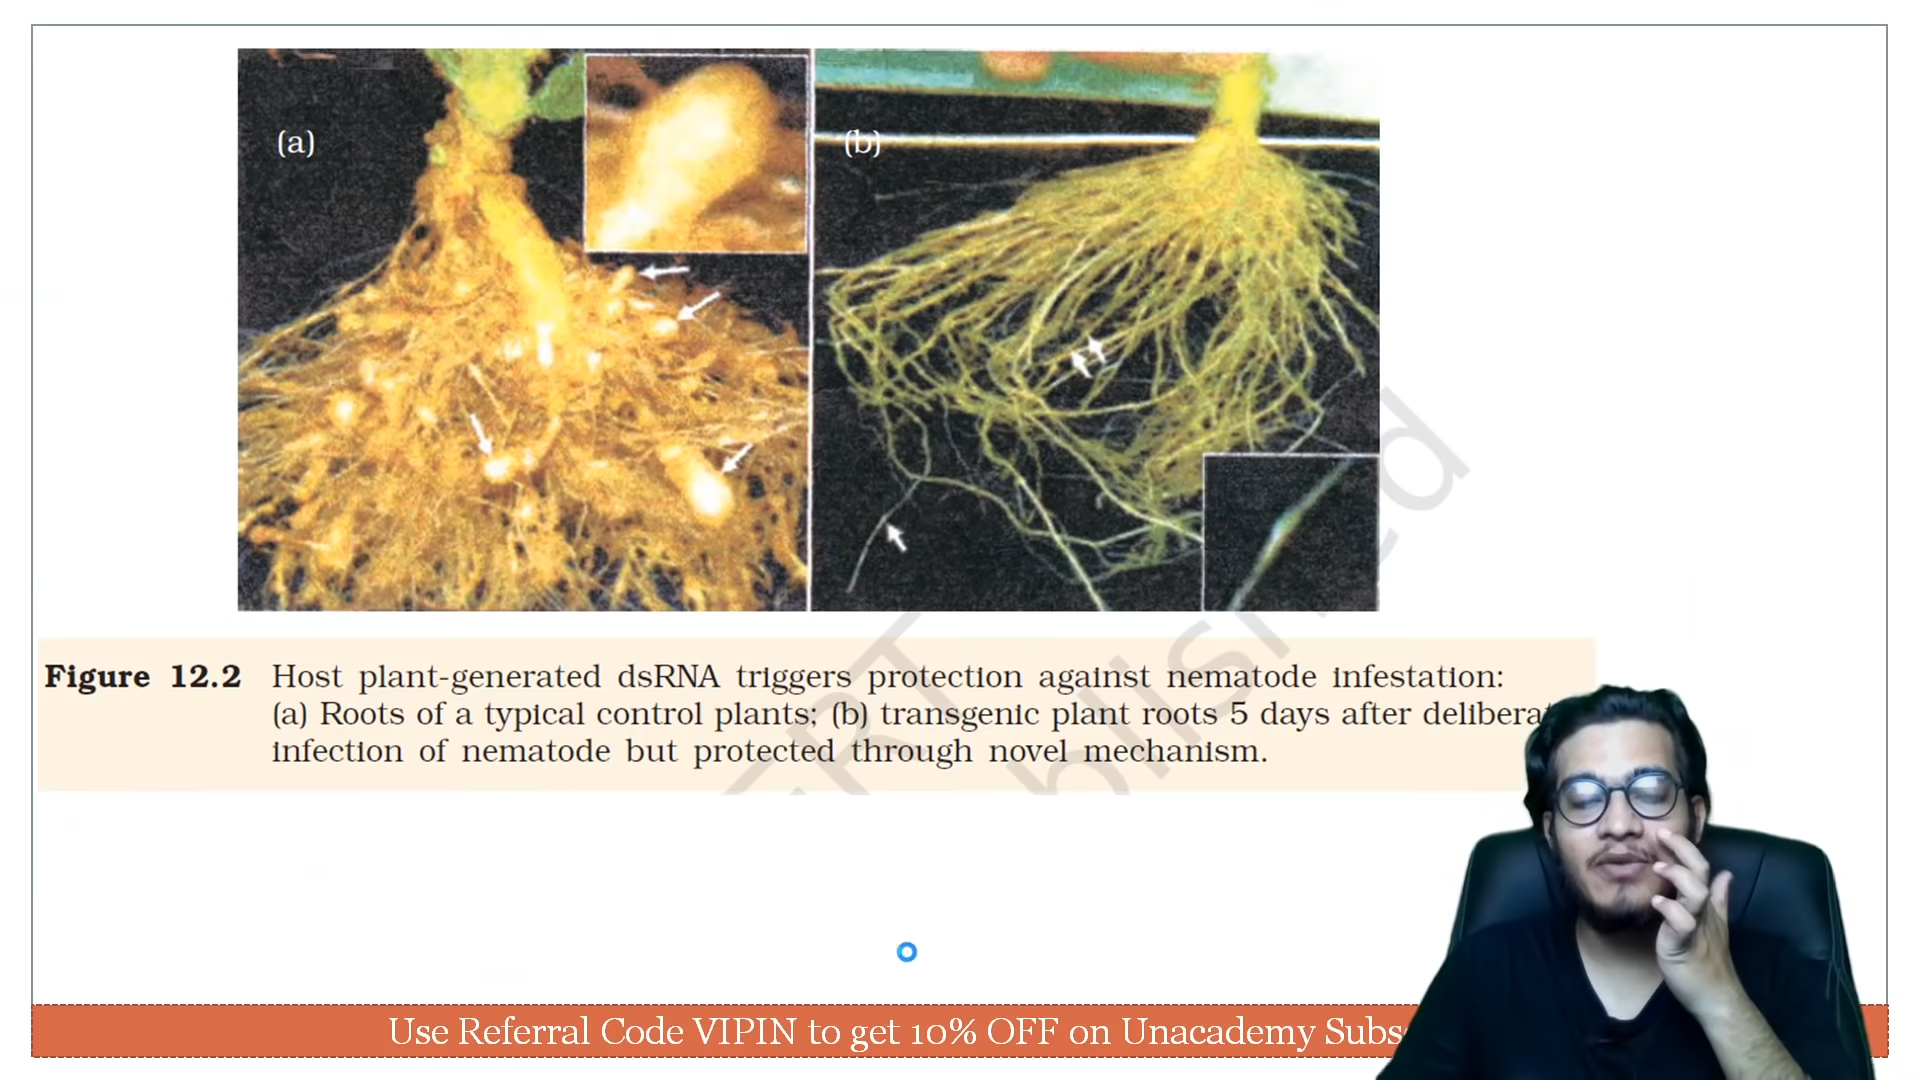 (a)
(b)
Figure 12.2 Host plant-generated dsRNA triggers protection against nematode infestation:
(a) Roots of a typical control plants; (b) transgenic plant roots 5 days after
infection of nematode but protected through novel mechanism.
Use Referral Code VIPIN to get 10% OFF on Unacademy